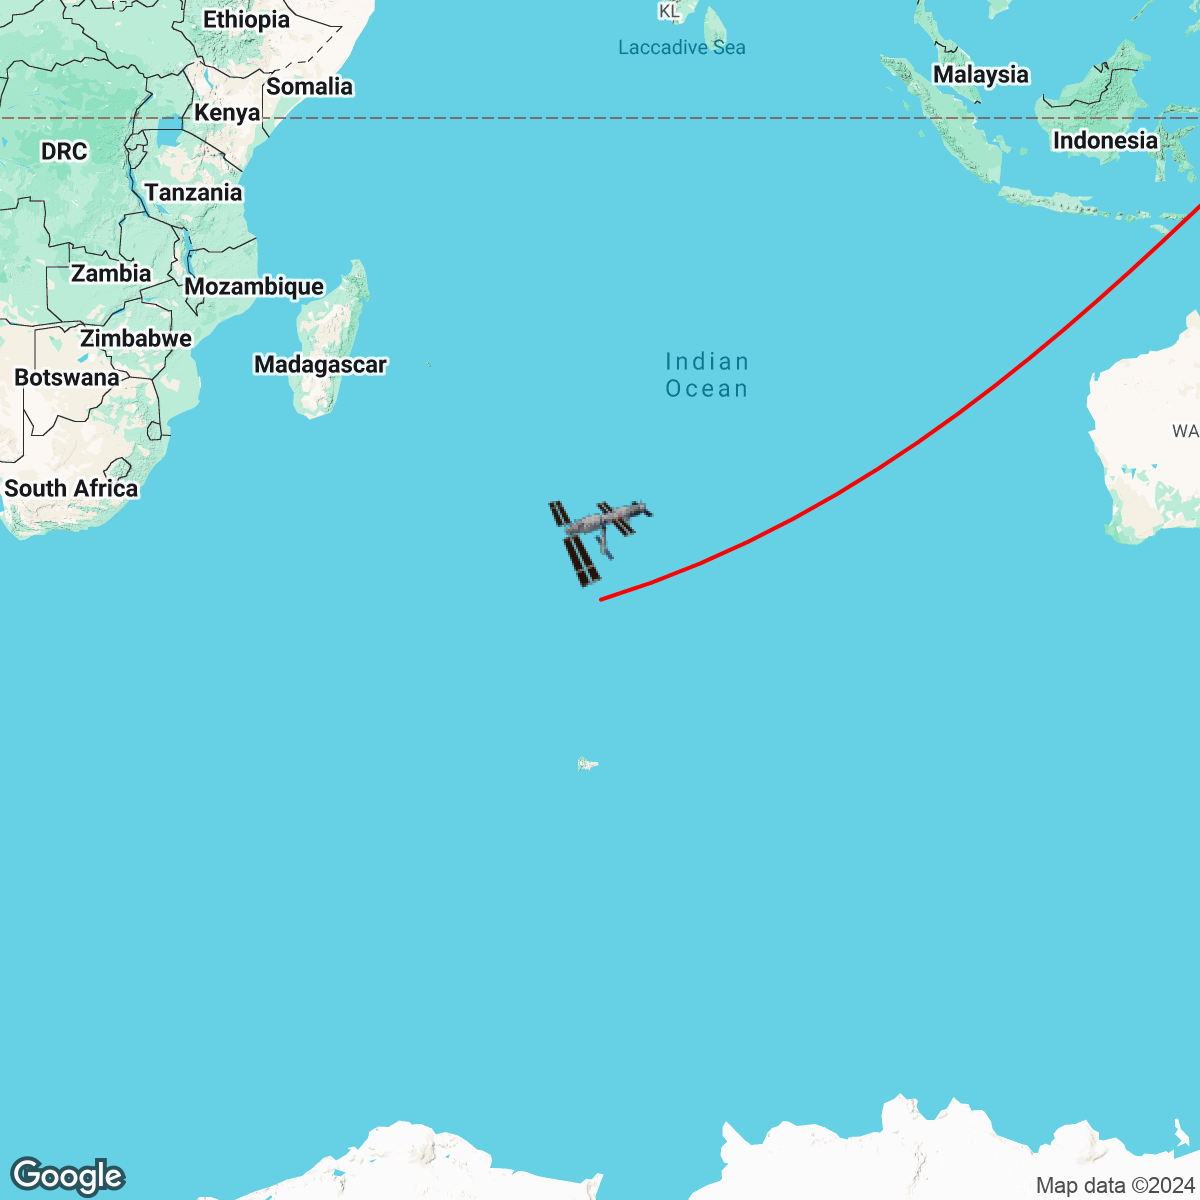 Ethiopia
KL
Laccadive Sea
Malaysia
Somalia
Kenya
Indonesia
DRC
Tanzania
Zambia
Mozambique
Zimbabwe
Madagascar
Indian
Ocean
Botswana
WA
South Africa
Google
Map data ©2024